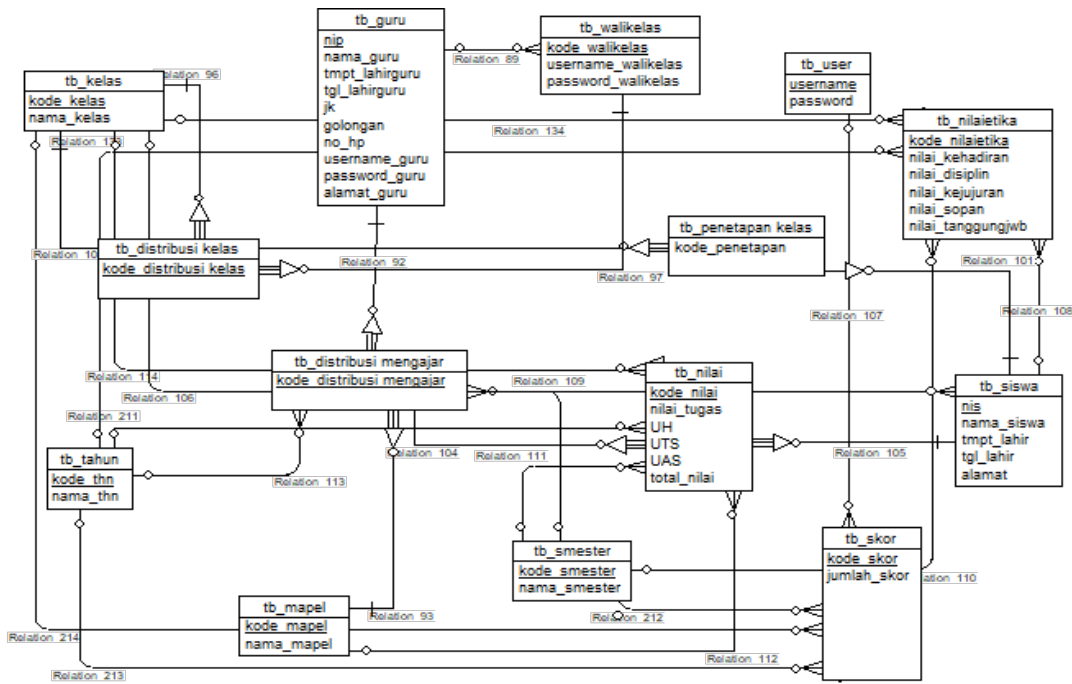 tb_guru
nip
nama_guru
tmpt_lahirguru
tgl_lahirguru
jk
golongan
no_hp
username_guru
password_guru
alamat_guru
tb_walikelas
kode_walikelas
username_walikelas
password_walikelas
Relation_89
tb_user
username
password
tb_kelas
kode_kelas
nama_kelas
Relation_96
Relation_134
tb_nilaietika
kode_nilaietika
nilai_kehadiran
nilai_disiplin
nilai_kejujuran
nilai_sopan
nilai_tanggungjwb
tb_distribusi kelas
kode_distribusi kelas
Relation_92
tb_penetapan kelas
kode_penetapan
Relation_97
Relation_101
Relation_107
Relation_108
tb_distribusi mengajar
kode_distribusi mengajar
Relation_114
Relation_106
Relation_211
Relation_109
tb_nilai
kode_nilai
nilai_tugas
UH
UTS
UAS
total_nilai
tb_siswa
nis
nama_siswa
tmpt_lahir
tgl_lahir
alamat
tb_tahun
kode_thn
nama_thn
Relation_104
Relation_111
Relation_105
Relation_113
tb_smester
kode_smester
nama_smester
tb_skor
kode_skor
jumlah_skor
ation_110
tb_mapel
kode_mapel
nama_mapel
Relation_93
Relation_212
Relation_214
Relation_112
Relation_213